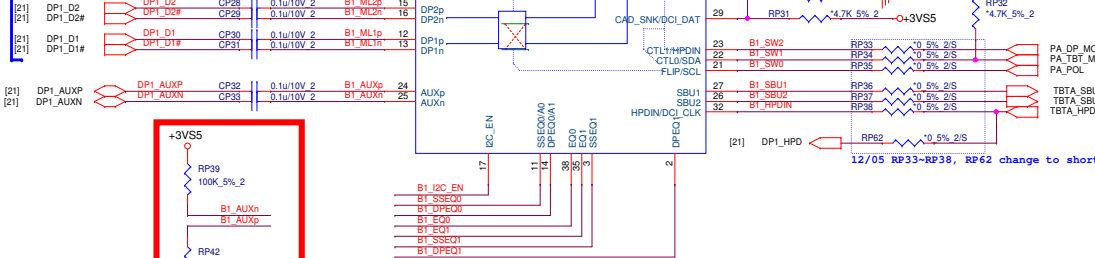 [21] DP1_D2 DP1_D2 CP28 0.1u/10V_2 B1_ML2p 15 DP2p
[21] DP1_D2# DP1_D2# CP29 0.1u/10V_2 B1_ML2n 16 DP2n
CAD_SNK/DCI_DAT 29 RP31 *4.7K_5%_2 +3VS5
RP32
*4.7K_5%_2
[21] DP1_D1 DP1_D1 CP30 0.1u/10V_2 B1_ML1p 12 DP1p
[21] DP1_D1# DP1_D1# CP31 0.1u/10V_2 B1_ML1n 13 DP1n
CTL1/HPDIN 23 B1_SW2 RP33 *0_5%_2/S
CTL0/SDA 22 B1_SW1 RP34 *0_5%_2/S
FLIP/SCL 21 B1_SW0 RP35 *0_5%_2/S PA_POL
[21] DP1_AUXP DP1_AUXP CP32 0.1u/10V_2 B1_AUXp 24 AUXp
[21] DP1_AUXN DP1_AUXN CP33 0.1u/10V_2 B1_AUXn 25 AUXn
SBU1 27 B1_SBU1 RP36 *0_5%_2/S
SBU2 26 B1_SBU2 RP37 *0_5%_2/S
HPDIN/DCI_CLK 32 B1_HPDIN RP38 *0_5%_2/S
[21] DP1_HPD RP62 *0_5%_2/S
12/05 RP33~RP38, RP62 change to short
I2C_EN
SSEQ0/A0
DPEQ0/A1
EQ0
EQ1
SSEQ1
DPEQ1
17
11
14
38
35
3
2
+3VS5
RP39
100K_5%_2
B1_AUXn
B1_AUXp
RP42
B1_I2C_EN
B1_SSEQ0
B1_DPEQ0
B1_EQ0
B1_EQ1
B1_SSEQ1
B1_DPEQ1